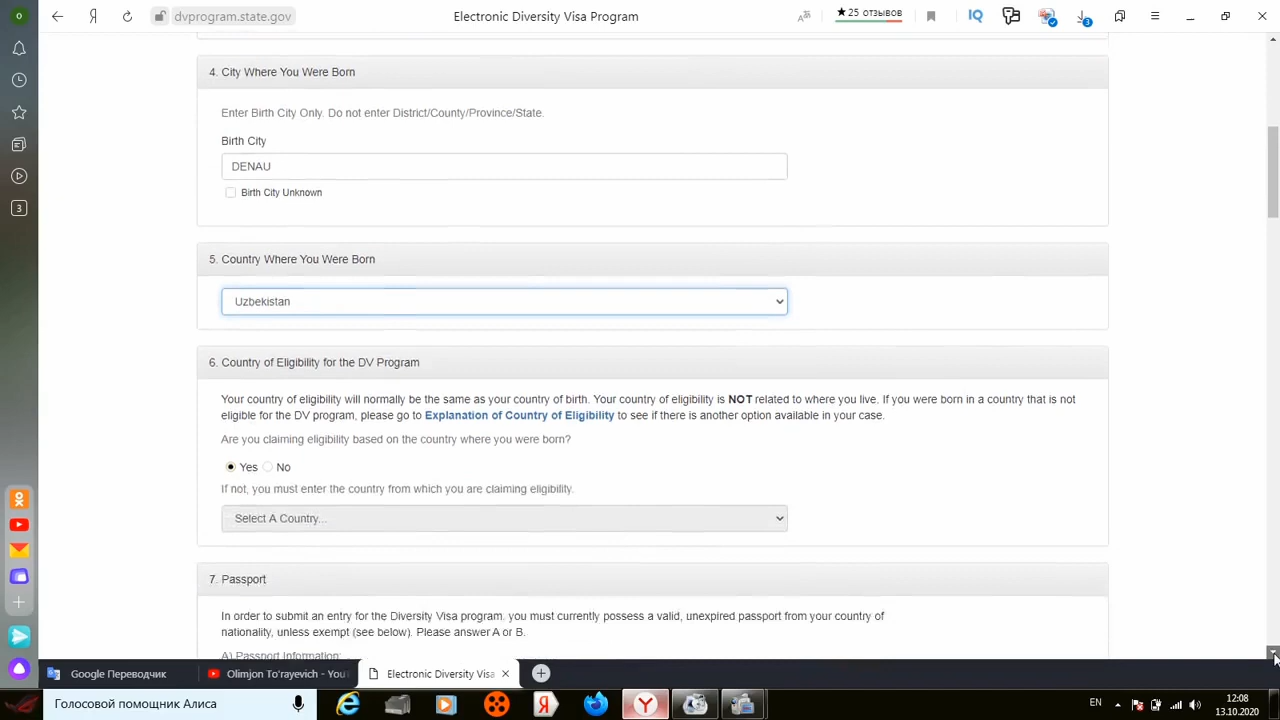 dvprogram.state.gov
Electronic Diversity Visa Program
★25 отзывов
IQ
3
4. City Where You Were Born
Enter Birth City Only. Do not enter District/County/Province/State.
Birth City
DENAU
Birth City Unknown
3
5. Country Where You Were Born
Uzbekistan
6. Country of Eligibility for the DV Program
Your country of eligibility will normally be the same as your country of birth. Your country of eligibility is NOT related to where you live. If you were born in a country that is not
eligible for the DV program, please go to Explanation of Country of Eligibility to see if there is another option available in your case.
Are you claiming eligibility based on the country where you were born?
Yes No
If not, you must enter the country from which you are claiming eligibility.
Select A Country...
7. Passport
In order to submit an entry for the Diversity Visa program, you must currently possess a valid, unexpired passport from your country of
nationality, unless exempt (see below). Please answer A or B.
A) Passport Information:
Google Переводчик
Olimjon To'rayevich - You
Electronic Diversity Visa
Голосовой помощник Алиса
EN
12:08
13.10.2020